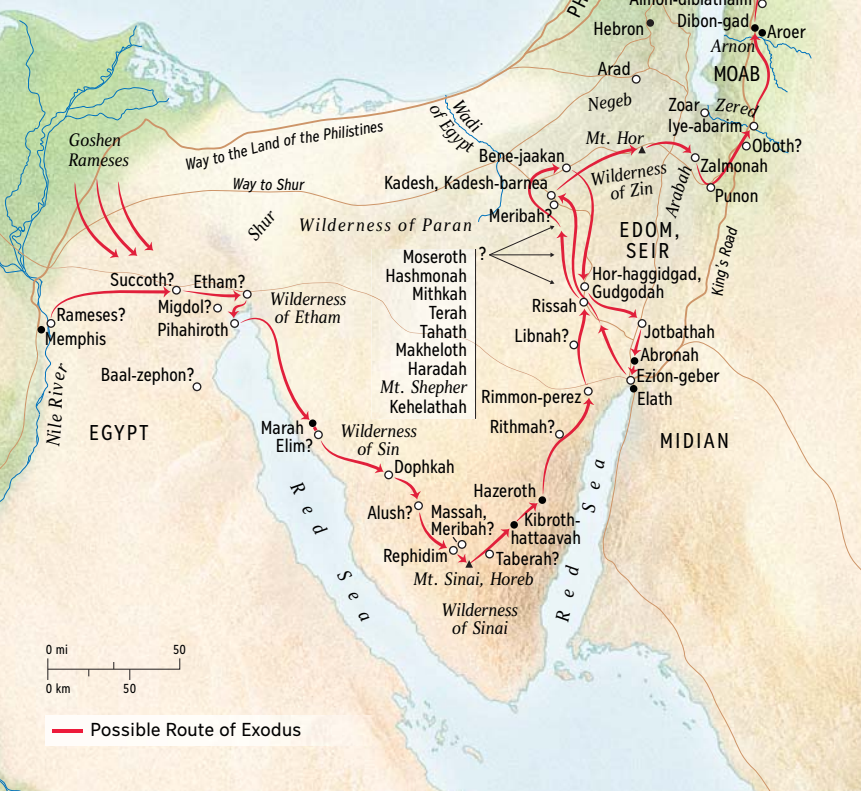 Almon-diblathaim
PH
Dibon-gad
Aroer
Hebron
Arnon
MOAB
Arad
Negeb
Zoar
Zered
Iye-abarim
Oboth?
Wadi
of Egypt
Goshen
Rameses
Way to the Land of the Philistines
Mt. Hor
Bene-jaakan
Zalmonah
Wilderness
of Zin
Arabah
Punon
Way to Shur
Kadesh, Kadesh-barnea
Meribah?
Shur
Wilderness of Paran
EDOM,
SEIR
King's Road
Moseroth
Hashmonah
Mithkah
Terah
Tahath
Makheloth
Haradah
Mt. Shepher
Kehelathah
?
Hor-haggidgad,
Gudgodah
Succoth?
Etham?
Migdol?
Wilderness
of Etham
Rissah
Rameses?
Pihahiroth
Memphis
Libnah?
Jotbathah
Abronah
Baal-zephon?
Ezion-geber
Elath
Rimmon-perez
Nile River
EGYPT
Marah
Elim?
Wilderness
of Sin
Rithmah?
MIDIAN
Dophkah
Red Sea
Hazeroth
Alush?
Massah,
Meribah?
Kibroth-
hattaavah
Rephidim
Taberah?
Mt. Sinai, Horeb
Red Sea
Wilderness
of Sinai
0 mi 50
0 km 50
Possible Route of Exodus